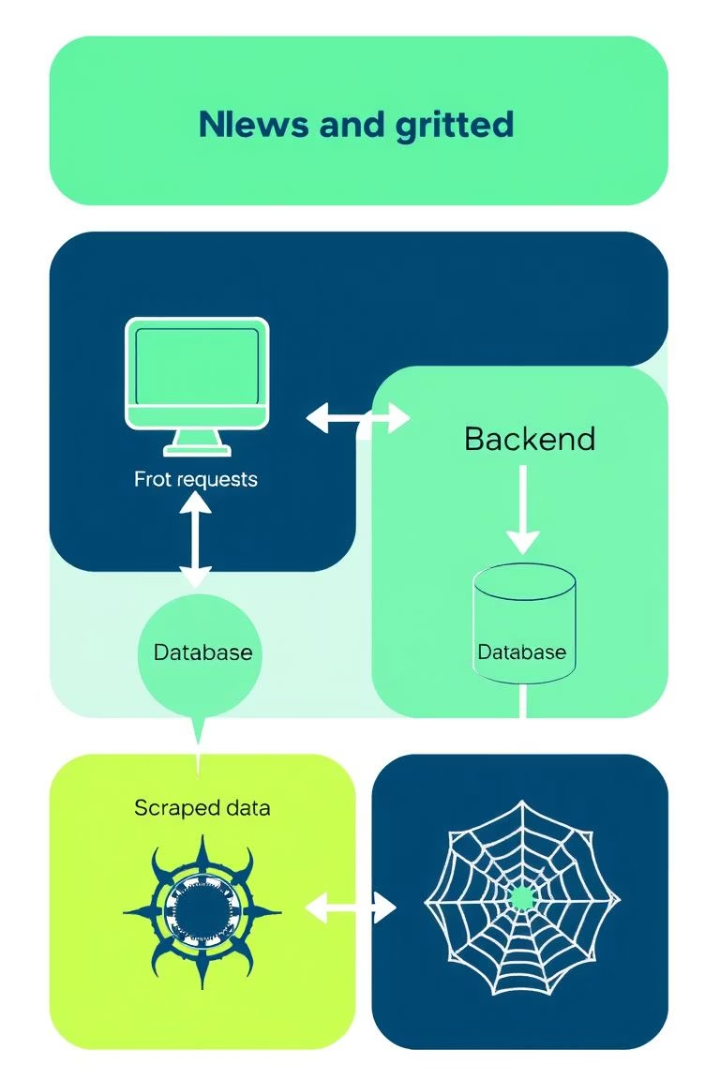 Nlews and gritted
Backend
Frot requests
Database
Database
Scraped data